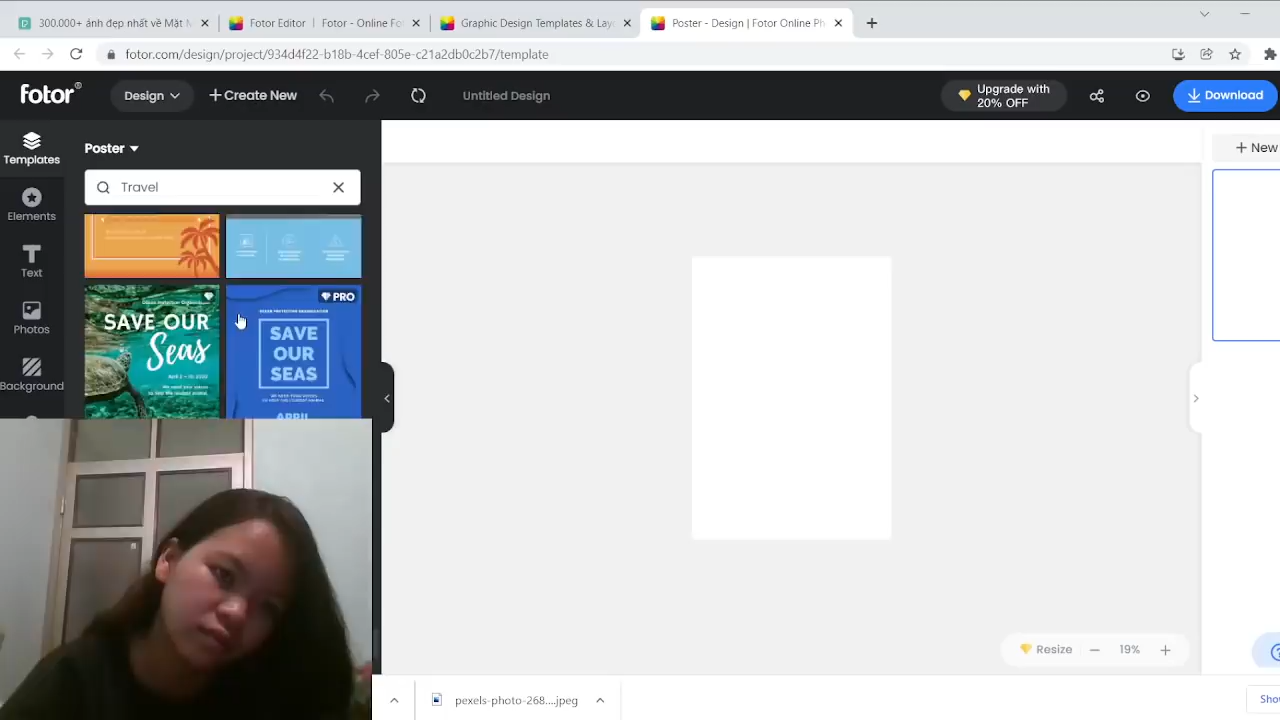 300.000+ ảnh đẹp nhất về Mặt M
Fotor Editor | Fotor - Online Fo
Graphic Design Templates & Lay
Poster - Design | Fotor Online Ph
fotor.com/design/project/934d4f22-b18b-4cef-805e-c21a2db0c2b7/template
fotor®
Design
Create New
Untitled Design
Upgrade with
20% OFF
Download
Templates
Poster
New
Travel
Elements
Text
Photos
Background
SAVE OUR
Seas
PRO
SAVE
OUR
SEAS
APRIL
Resize
19%
pexels-photo-268....jpeg
Sho